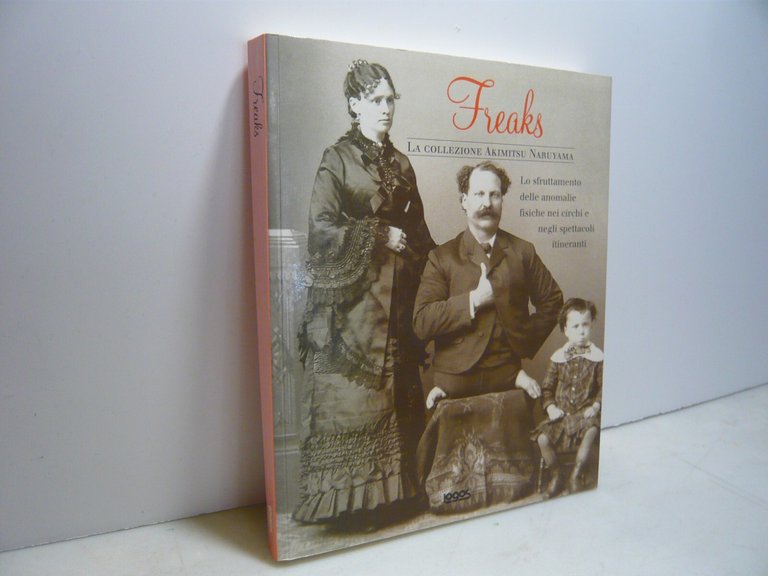 Freaks
Freaks
La collezione Akimitsu Naruyama
Lo sfruttamento
delle anomalie
fisiche nei circhi e
negli spettacoli
itineranti
logos